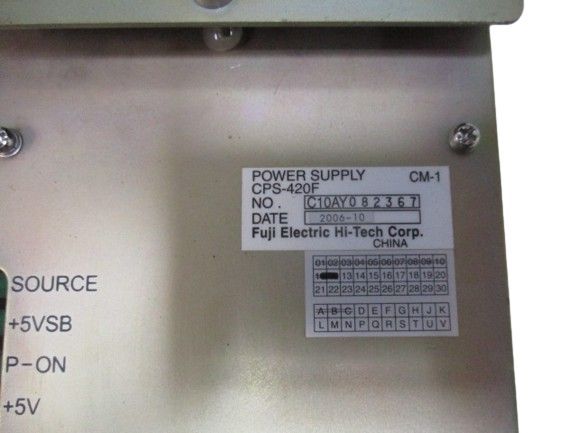 POWER SUPPLY CM-1
CPS-420F
NO. C10AY082367
DATE 2006-10
Fuji Electric Hi-Tech Corp.
CHINA
01 02 03 04 05 06 07 08 09 10
13 14 15 16 17 18 19 20
21 22 23 24 25 26 27 28 29 30
A B C D E F G H J K
L M N P Q R S T U V
SOURCE
+5VSB
P-ON
+5V